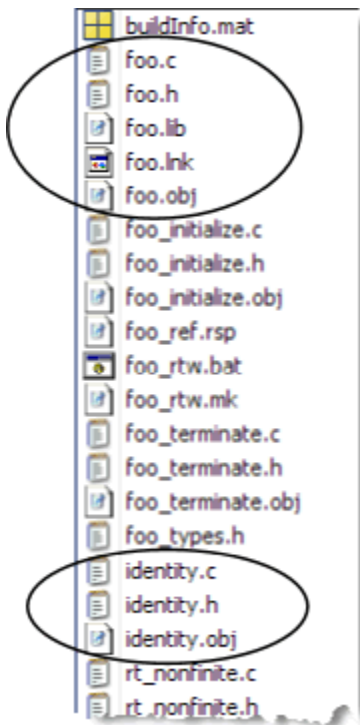 buildInfo.mat
foo.c
foo.h
foo.lib
foo.lnk
foo.obj
foo_initialize.c
foo_initialize.h
foo_initialize.obj
foo_ref.rsp
foo_rtw.bat
foo_rtw.mk
foo_terminate.c
foo_terminate.h
foo_terminate.obj
foo_types.h
identity.c
identity.h
identity.obj
rt_nonfinite.c
rt_nonfinite.h